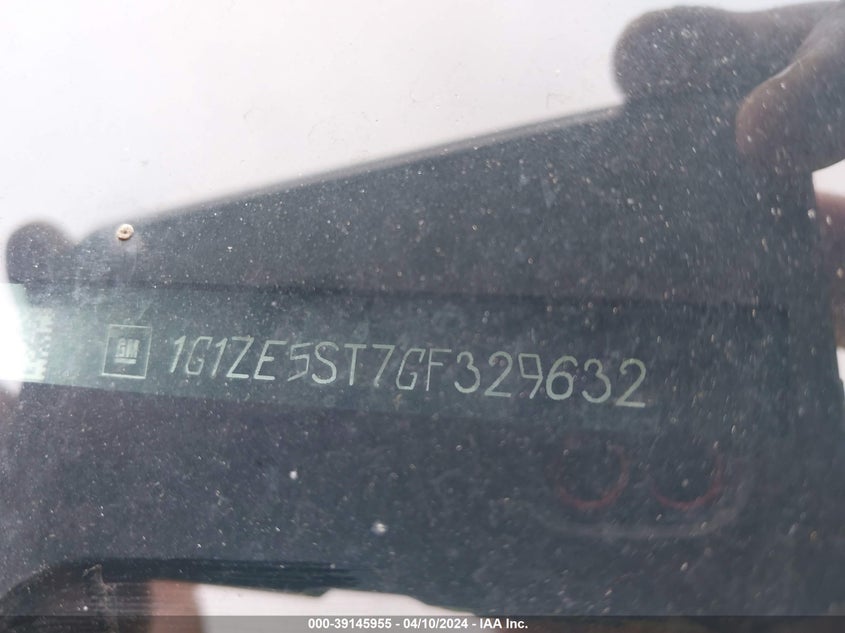 GM 1G1ZE5ST7GF329632
000-39145955 - 04/10/2024 - IAA Inc.